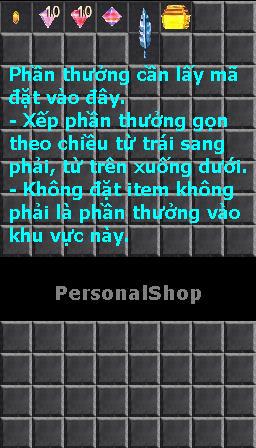 10 10
Phần thưởng cần lấy mã
đặt vào đây.
- Xếp phần thưởng gọn
theo chiều từ trái sang
phải, từ trên xuống dưới.
- Không đặt item không
phải là phần thưởng vào
khu vực này.
PersonalShop